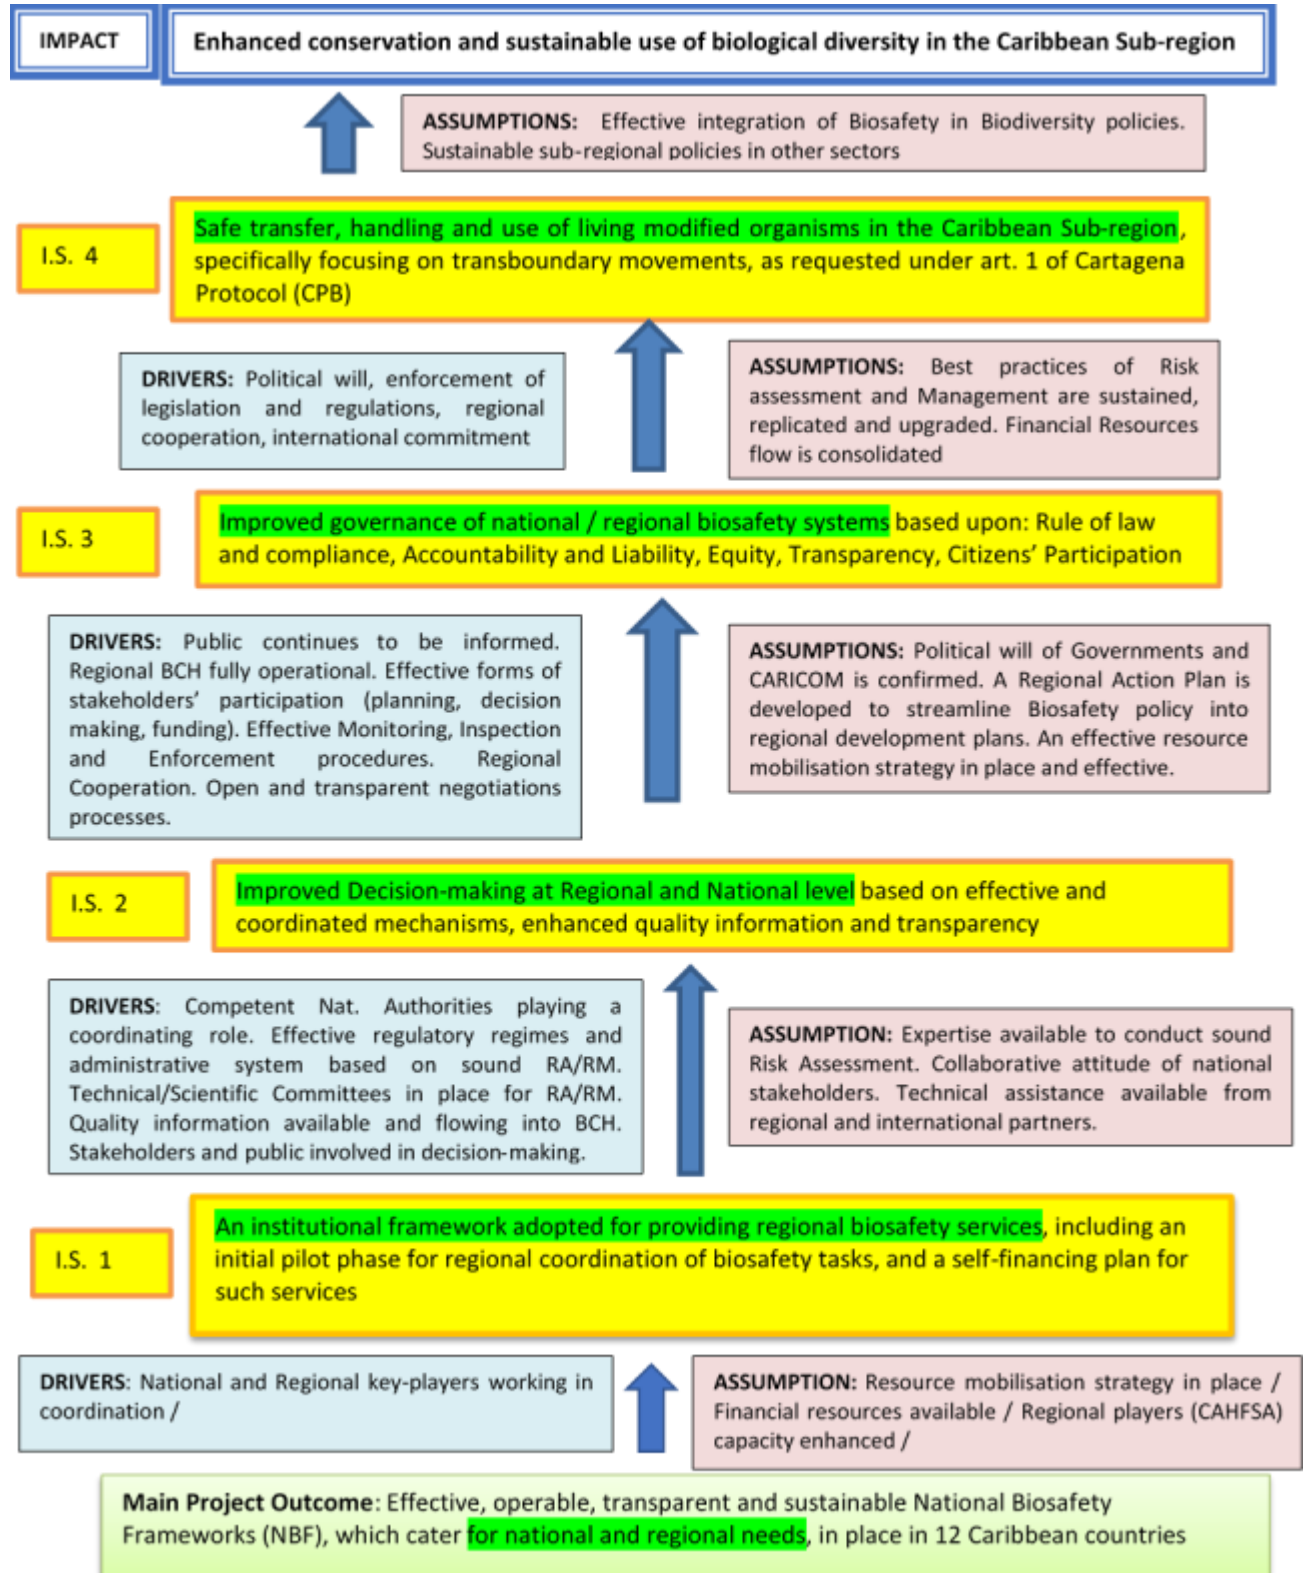 IMPACT
Enhanced conservation and sustainable use of biological diversity in the Caribbean Sub-region
ASSUMPTIONS: Effective integration of Biosafety in Biodiversity policies.
Sustainable sub-regional policies in other sectors
I.S. 4
Safe transfer, handling and use of living modified organisms in the Caribbean Sub-region,
specifically focusing on transboundary movements, as requested under art. 1 of Cartagena
Protocol (CPB)
DRIVERS: Political will, enforcement of
legislation and regulations, regional
cooperation, international commitment
ASSUMPTIONS: Best practices of Risk
assessment and Management are sustained,
replicated and upgraded. Financial Resources
flow is consolidated
I.S. 3
Improved governance of national / regional biosafety systems based upon: Rule of law
and compliance, Accountability and Liability, Equity, Transparency, Citizens' Participation
DRIVERS: Public continues to be informed.
Regional BCH fully operational. Effective forms of
stakeholders' participation (planning, decision
making, funding). Effective Monitoring, Inspection
and Enforcement procedures. Regional
Cooperation. Open and transparent negotiations
processes.
ASSUMPTIONS: Political will of Governments and
CARICOM is confirmed. A Regional Action Plan is
developed to streamline Biosafety policy into
regional development plans. An effective resource
mobilisation strategy in place and effective.
I.S. 2
Improved Decision-making at Regional and National level based on effective and
coordinated mechanisms, enhanced quality information and transparency
DRIVERS: Competent Nat. Authorities playing a
coordinating role. Effective regulatory regimes and
administrative system based on sound RA/RM.
Technical/Scientific Committees in place for RA/RM.
Quality information available and flowing into BCH.
Stakeholders and public involved in decision-making.
ASSUMPTION: Expertise available to conduct sound
Risk Assessment. Collaborative attitude of national
stakeholders. Technical assistance available from
regional and international partners.
I.S. 1
An institutional framework adopted for providing regional biosafety services, including an
initial pilot phase for regional coordination of biosafety tasks, and a self-financing plan for
such services
DRIVERS: National and Regional key-players working in
coordination /
ASSUMPTION: Resource mobilisation strategy in place /
Financial resources available / Regional players (CAHFSA)
capacity enhanced /
Main Project Outcome: Effective, operable, transparent and sustainable National Biosafety
Frameworks (NBF), which cater for national and regional needs, in place in 12 Caribbean countries